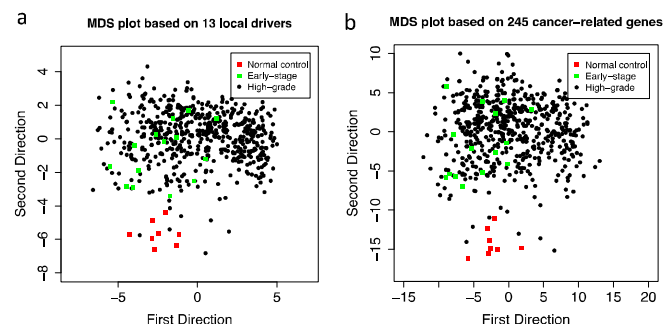 a
MDS plot based on 13 local drivers
Normal control
Early−stage
High−grade
Second Direction
4
2
0
−2
−4
−6
−8
−5
0
5
First Direction
b
MDS plot based on 245 cancer−related genes
Normal control
Early−stage
High−grade
Second Direction
10
5
0
−5
−10
−15
−15
−10
−5
0
5
10
15
20
First Direction